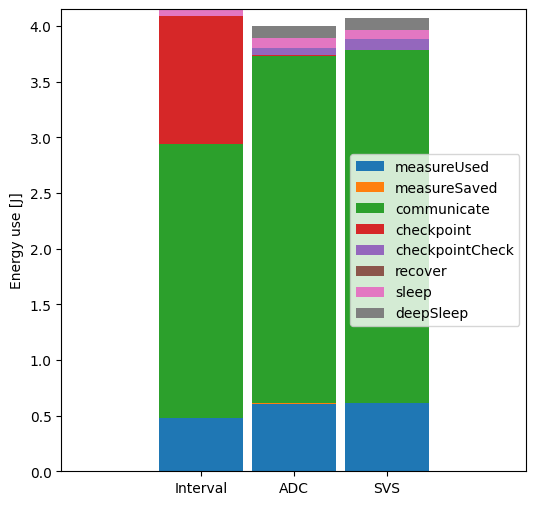 4.0
3.5
3.0
2.5
2.0
1.5
1.0
0.5
0.0
Energy use [J]
measureUsed
measureSaved
communicate
checkpoint
checkpointCheck
recover
sleep
deepSleep
Interval ADC SVS